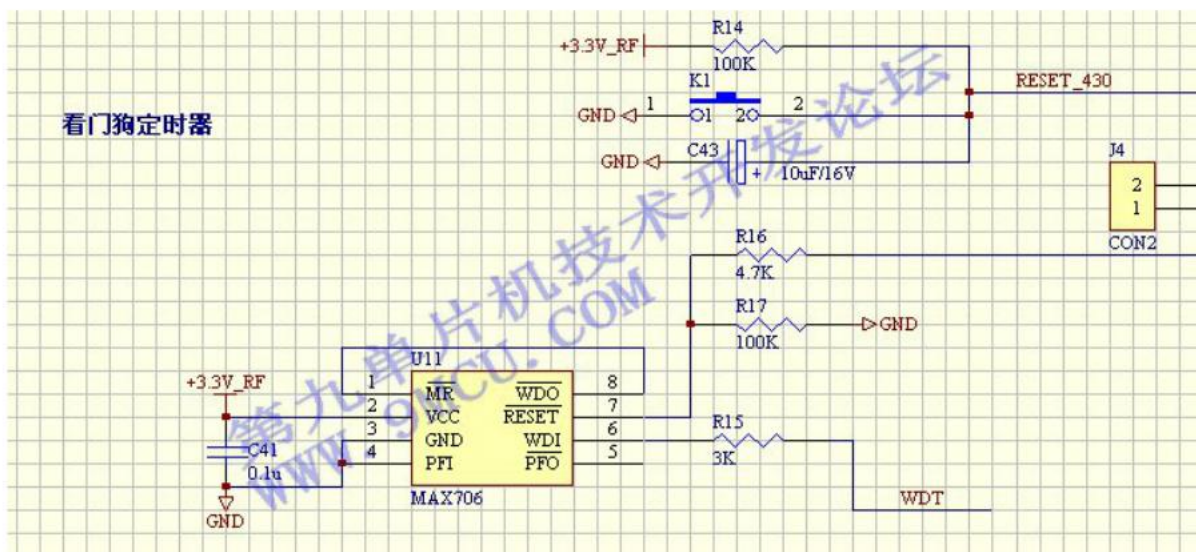 R14
+3.3V_RF
100K
K1
RESET_430
GND 1 1 2 2
看门狗定时器
GND
C43
+
10uF/16V
J4
2
1
CON2
R16
4.7K
R17
GND
100K
U11
+3.3V_RF
1 MR WDO 8
2 VCC RESET 7
3 GND WDI 6
4 PFI PFO 5
R15
3K
C41
0.1u
MAX706
WDT
GND
第九单片机技术开发论坛
WWW.9MCU.COM